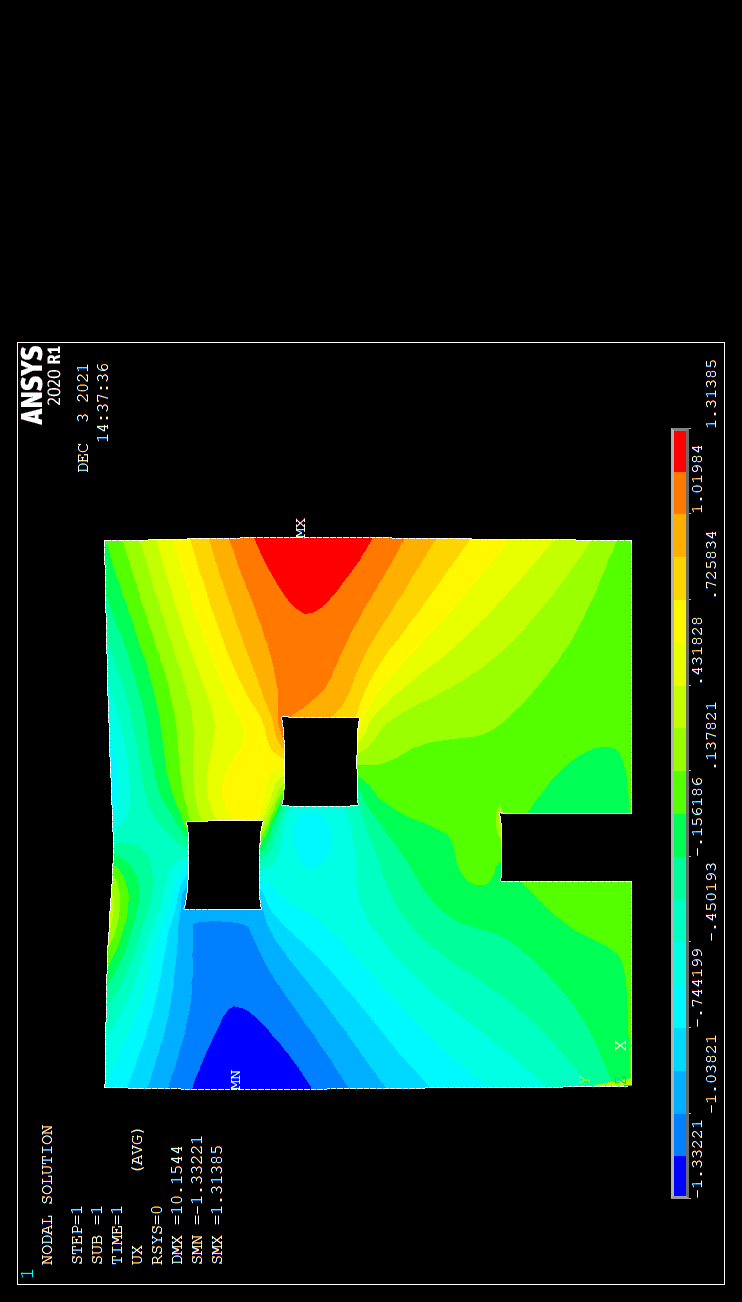 1
NODAL SOLUTION
STEP=1
SUB =1
TIME=1
UX (AVG)
RSYS=0
DMX =10.1544
SMN =-1.33221
SMX =1.31385
ANSYS
2020 R1
DEC 3 2021
14:37:36
MN
MX
Y
Z X
-1.33221
-1.03821
-.744199
-.450193
-.156186
.137821
.431828
.725834
1.01984
1.31385